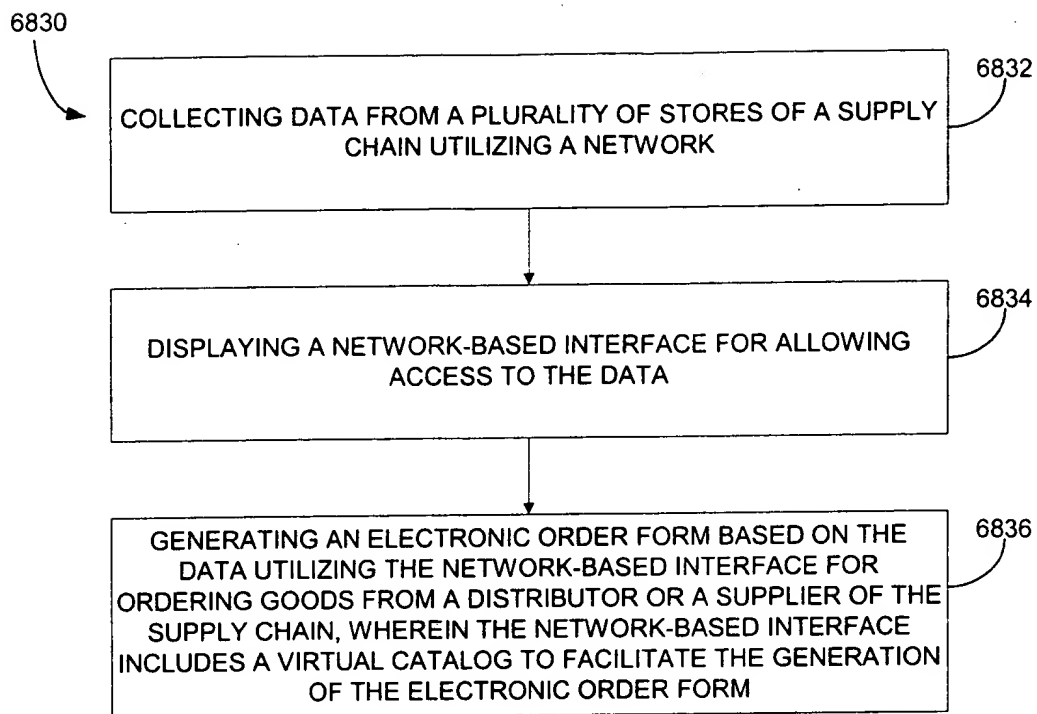 6830
6832
COLLECTING DATA FROM A PLURALITY OF STORES OF A SUPPLY
CHAIN UTILIZING A NETWORK
6834
DISPLAYING A NETWORK-BASED INTERFACE FOR ALLOWING
ACCESS TO THE DATA
6836
GENERATING AN ELECTRONIC ORDER FORM BASED ON THE
DATA UTILIZING THE NETWORK-BASED INTERFACE FOR
ORDERING GOODS FROM A DISTRIBUTOR OR A SUPPLIER OF THE
SUPPLY CHAIN, WHEREIN THE NETWORK-BASED INTERFACE
INCLUDES A VIRTUAL CATALOG TO FACILITATE THE GENERATION
OF THE ELECTRONIC ORDER FORM